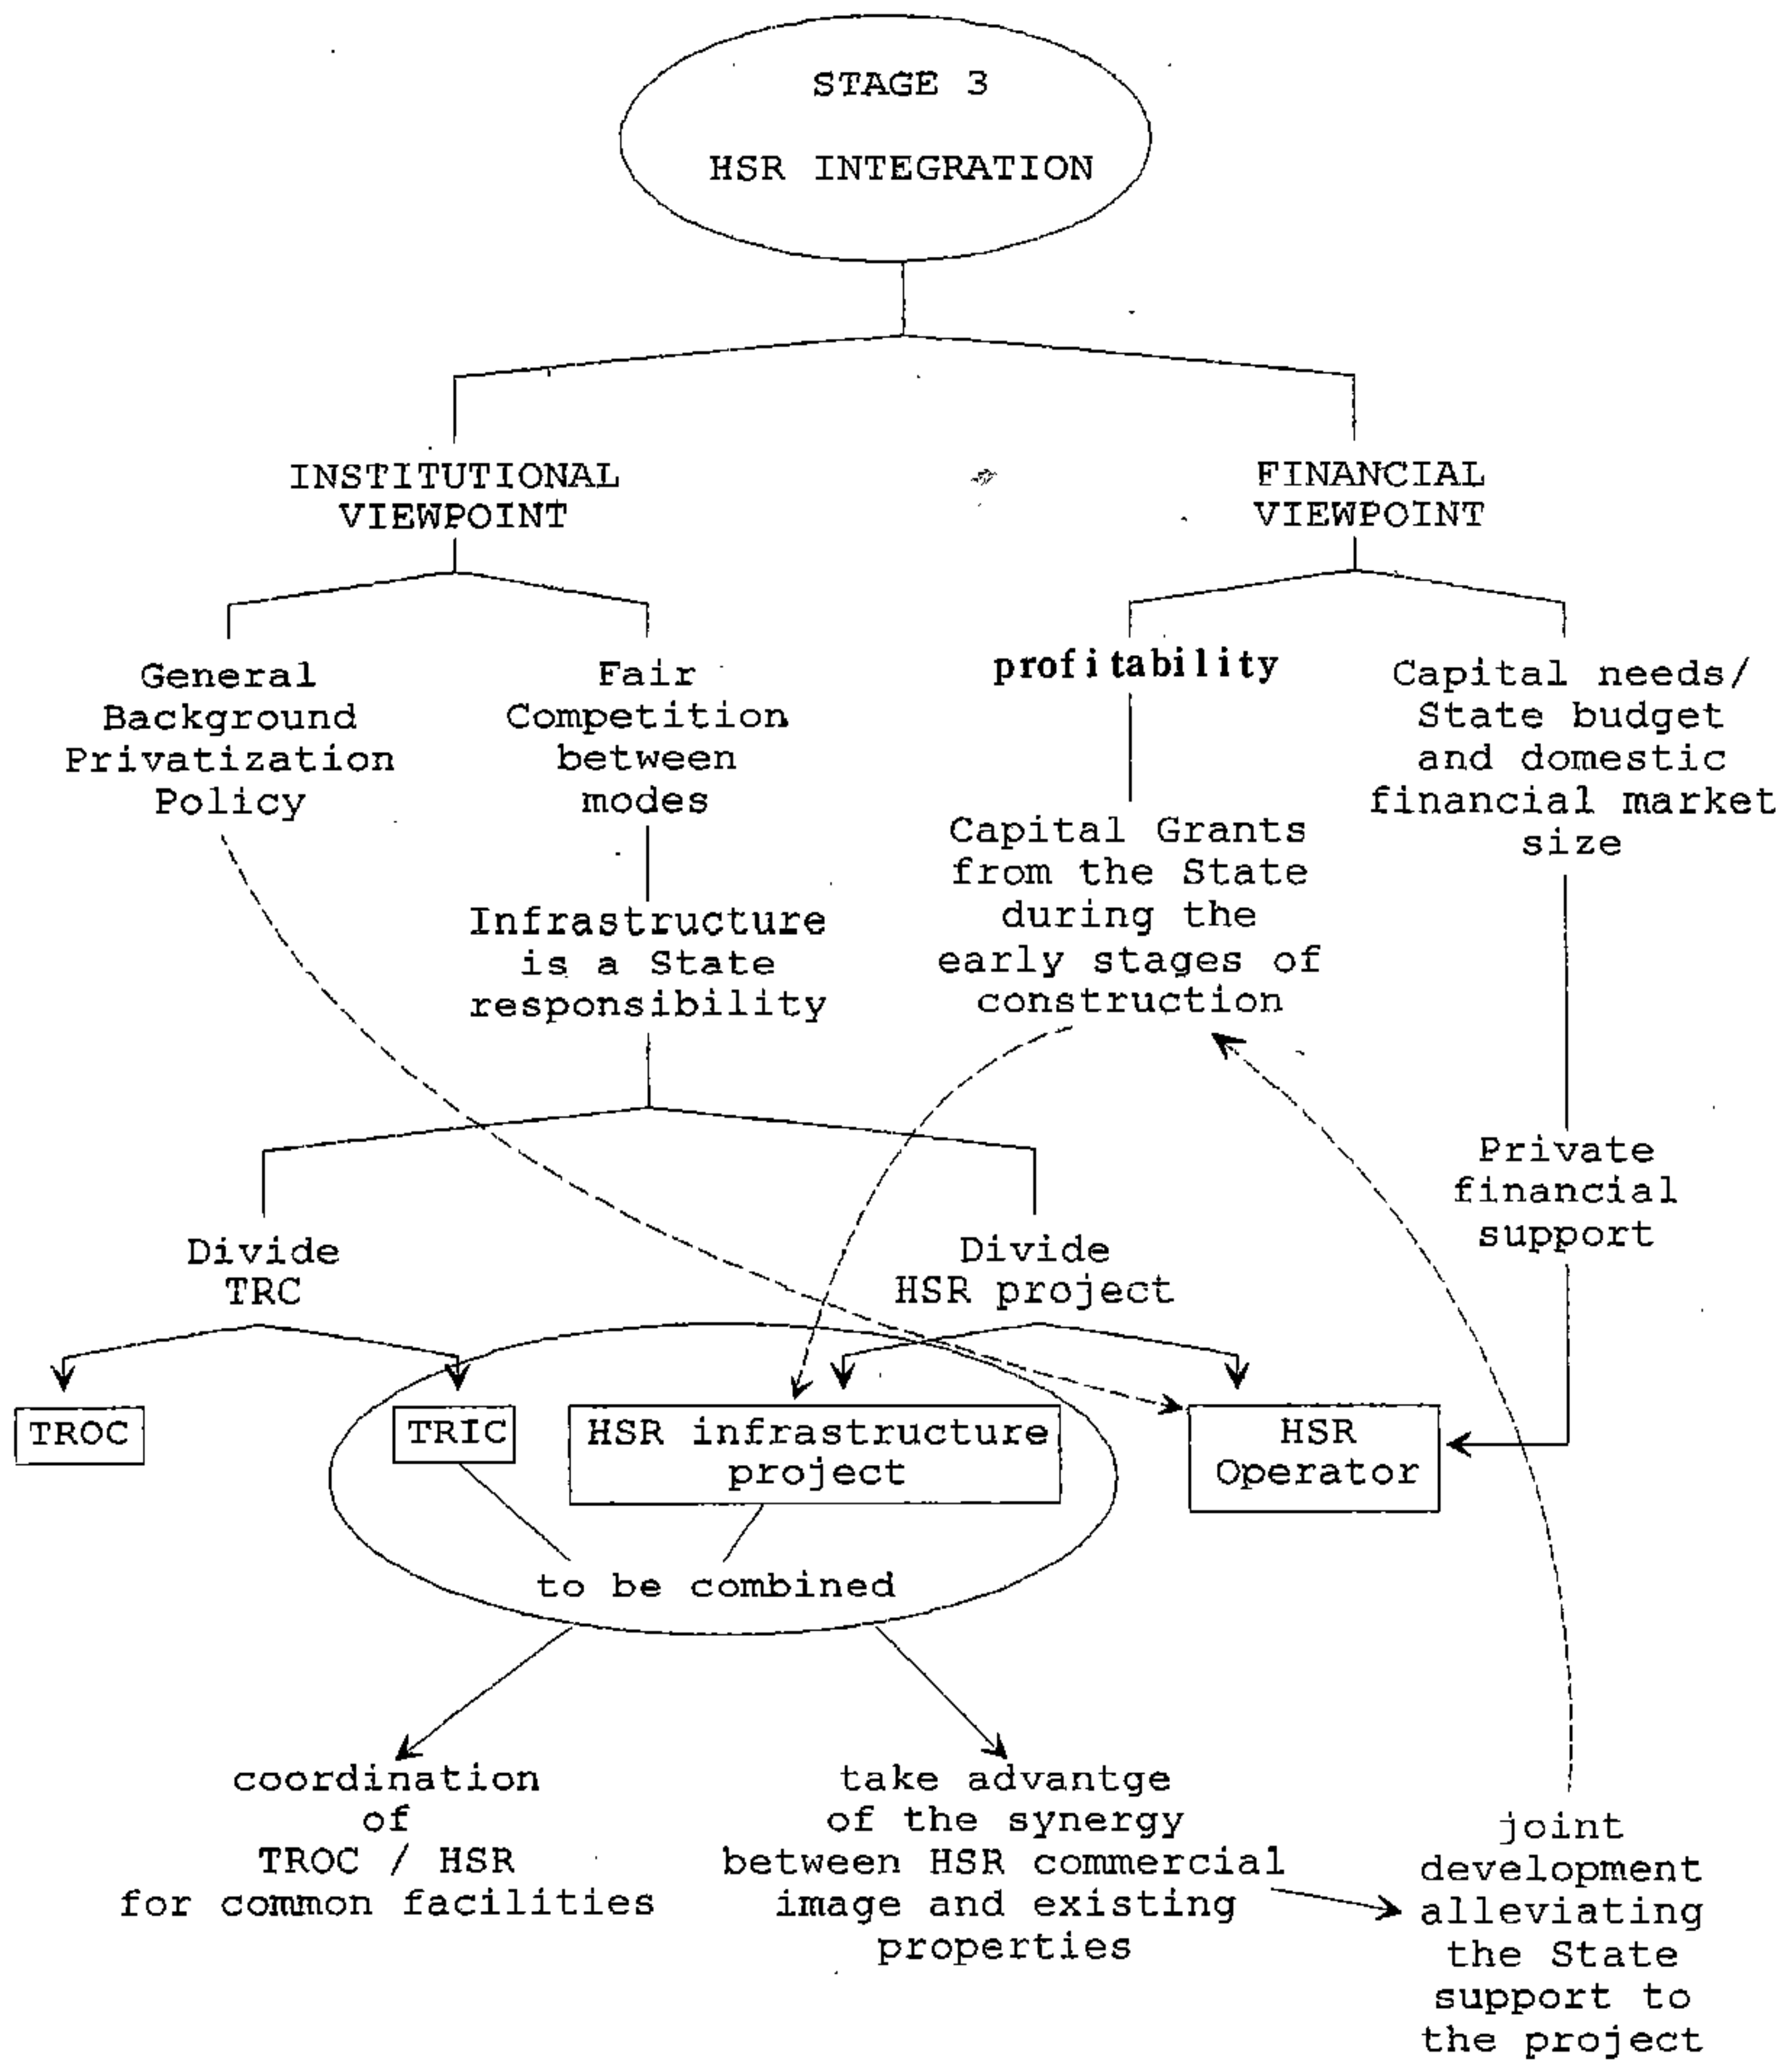 STAGE 3
HSR INTEGRATION
INSTITUTIONAL
VIEWPOINT
FINANCIAL
VIEWPOINT
General
Background
Privatization
Policy
Fair
Competition
between
modes
profitability
Capital needs/
State budget
and domestic
financial market
size
Capital Grants
from the State
during the
early stages of
construction
Infrastructure
is a State
responsibility
Private
financial
support
Divide
TRC
Divide
HSR project
TROC
TRIC
HSR infrastructure
project
HSR
Operator
to be combined
coordination
of
TROC / HSR
for common facilities
take advantge
of the synergy
between HSR commercial
image and existing
properties
joint
development
alleviating
the State
support to
the project